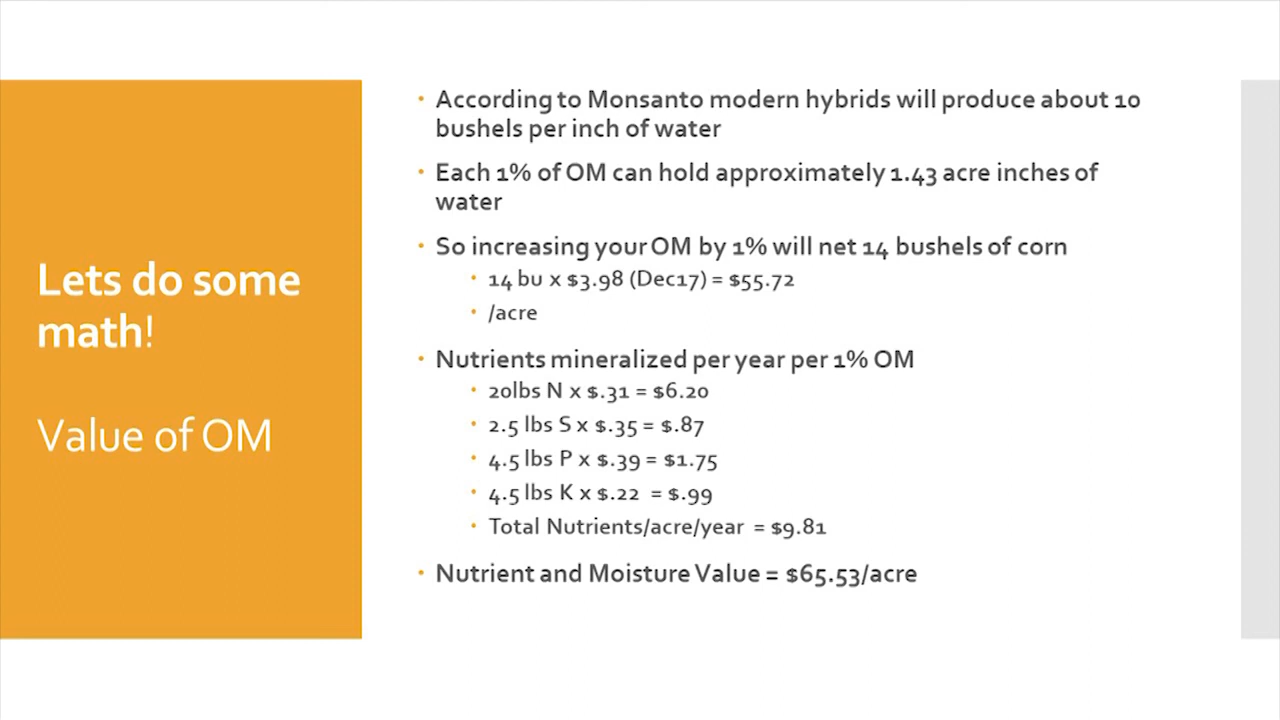 Lets do some
math!
Value of OM
• According to Monsanto modern hybrids will produce about 10
bushels per inch of water
• Each 1% of OM can hold approximately 1.43 acre inches of
water
• So increasing your OM by 1% will net 14 bushels of corn
• 14 bu x $3.98 (Dec17) = $55.72
• /acre
• Nutrients mineralized per year per 1% OM
• 20lbs N x $.31 = $6.20
• 2.5 lbs S x $.35 = $.87
• 4.5 lbs P x $.39 = $1.75
• 4.5 lbs K x $.22 = $.99
• Total Nutrients/acre/year = $9.81
• Nutrient and Moisture Value = $65.53/acre